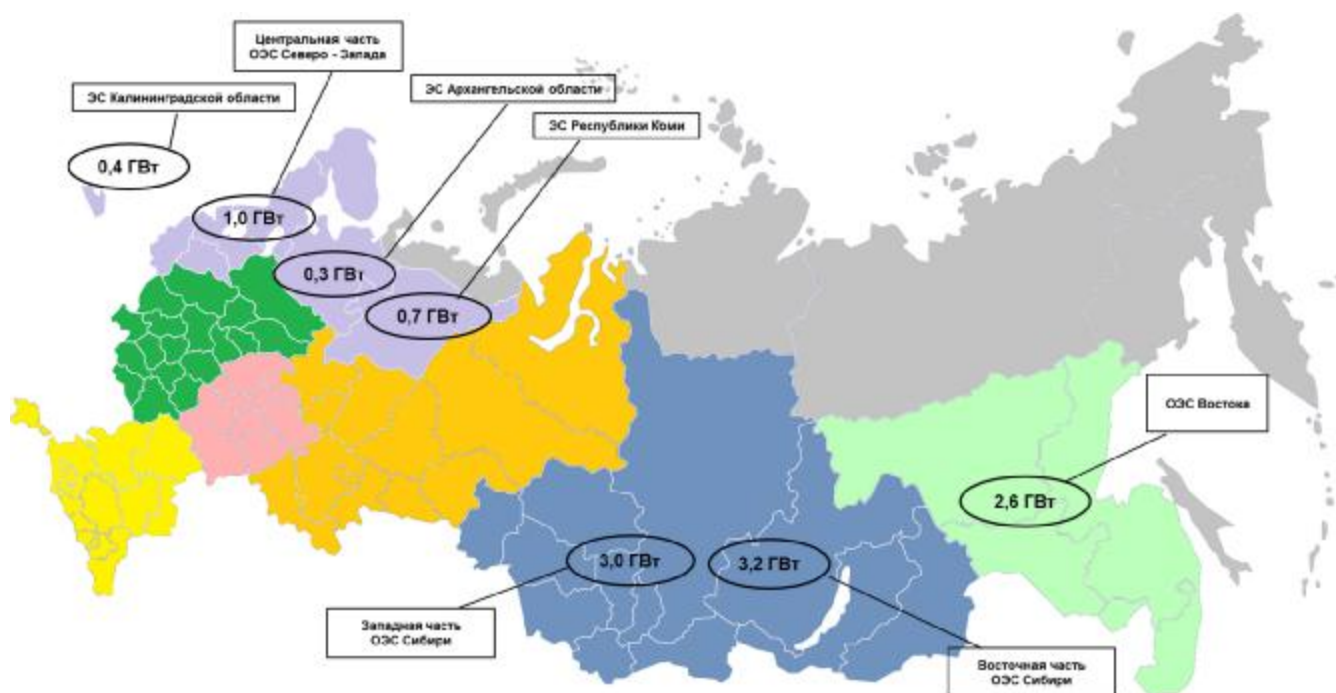 Центральная часть
ОЭС Северо - Запада
ЭС Калининградской области
ЭС Архангельской области
ЭС Республики Коми
0,4 ГВт
1,0 ГВт
0,3 ГВт
0,7 ГВт
ОЭС Востока
2,6 ГВт
3,0 ГВт
3,2 ГВт
Западная часть
ОЭС Сибири
Восточная часть
ОЭС Сибири